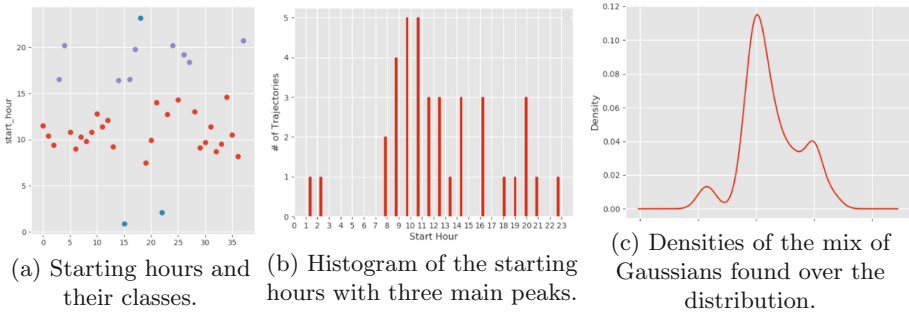 20
15
10
5
0
start_hour
0 5 10 15 20 25 30 35
(a) Starting hours and
their classes.
5
4
3
2
1
0
# of Trajectories
0 1 2 3 4 5 6 7 8 9 10 11 12 13 14 15 16 17 18 19 20 21 22 23
Start Hour
(b) Histogram of the starting
hours with three main peaks.
0.12
0.10
0.08
0.06
0.04
0.02
0.00
Density
(c) Densities of the mix of
Gaussians found over the
distribution.